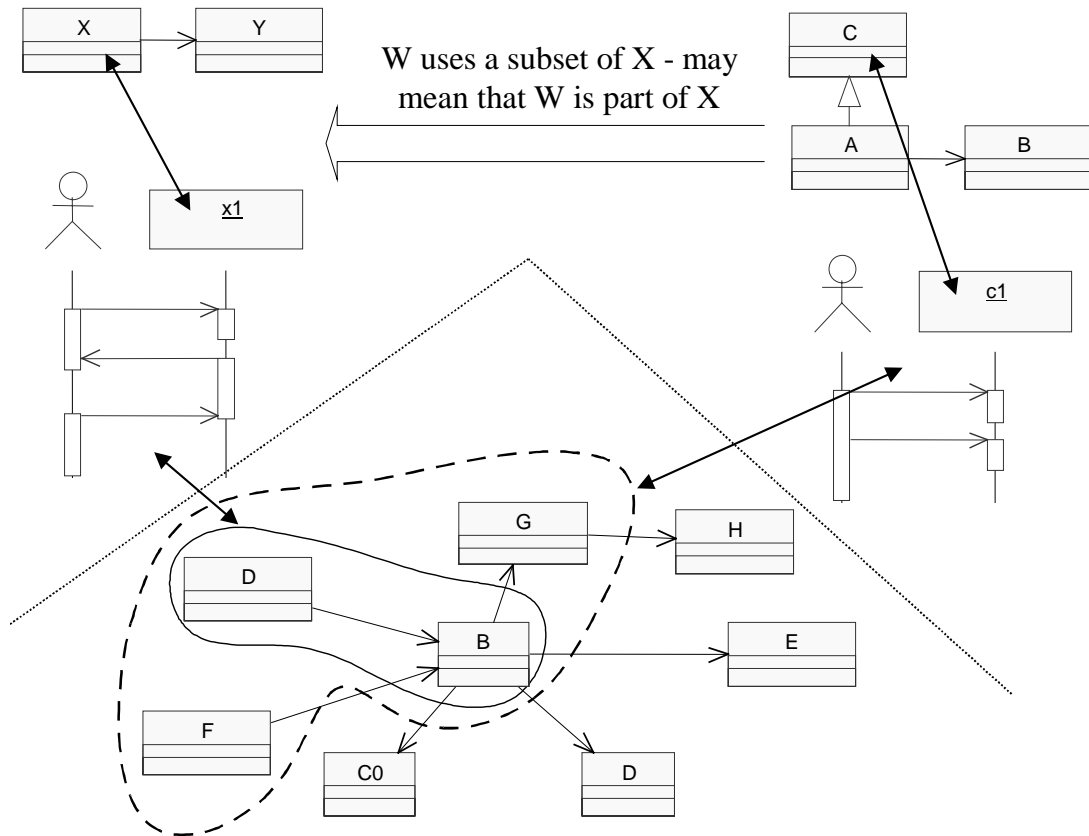 X
Y
W uses a subset of X - may
mean that W is part of X
C
A
B
x1
c1
G
H
D
B
E
F
C0
D